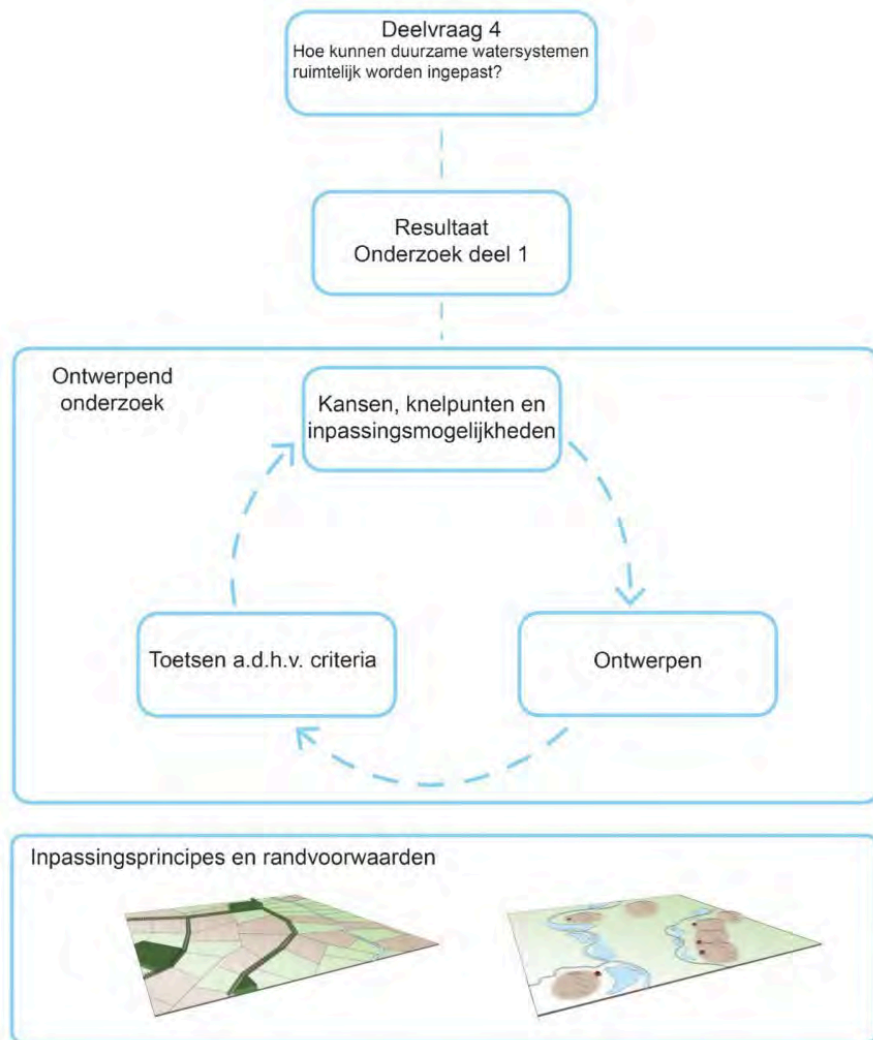 Deelvraag 4
Hoe kunnen duurzame watersystemen
ruimtelijk worden ingepast?
Resultaat
Onderzoek deel 1
Ontwerpend
onderzoek
Kansen, knelpunten en
inpassingsmogelijkheden
Toetsen a.d.h.v. criteria
Ontwerpen
Inpassingsprincipes en randvoorwaarden